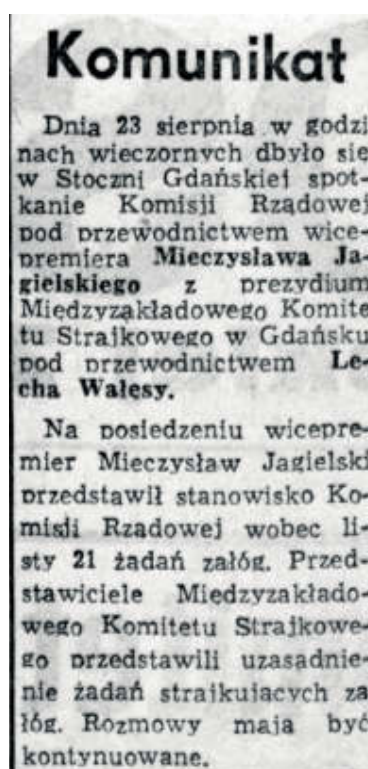 Komunikat
Dnia 23 sierpnia w godzi
nach wieczornych dbyło się
w Stoczni Gdańskiej spot-
kanie Komisji Rządowej
pod przewodnictwem wice-
premiera Mieczysława Ja-
gielskiego z prezydium
Międzyzakładowego Komite
tu Strajkowego w Gdańsku
pod przewodnictwem Le-
cha Wałęsy.
Na posiedzeniu wicepre-
mier Mieczysław Jagielski
przedstawił stanowisko Ko-
misji Rządowej wobec li-
sty 21 żądań załóg. Przed-
stawiciele Międzyzakłado-
wego Komitetu Strajkowe-
go przedstawili uzasadnie-
nie żądań strajkujących za
łóg. Rozmowy mają być
kontynuowane.